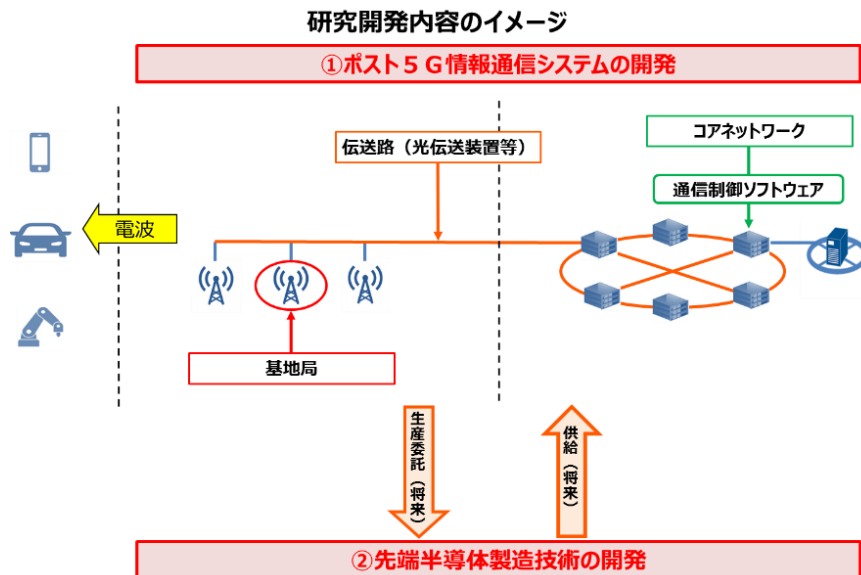 研究開発内容のイメージ
①ポスト５Ｇ情報通信システムの開発
コアネットワーク
伝送路（光伝送装置等）
通信制御ソフトウェア
電波
基地局
生産委託（将来）
供給（将来）
②先端半導体製造技術の開発